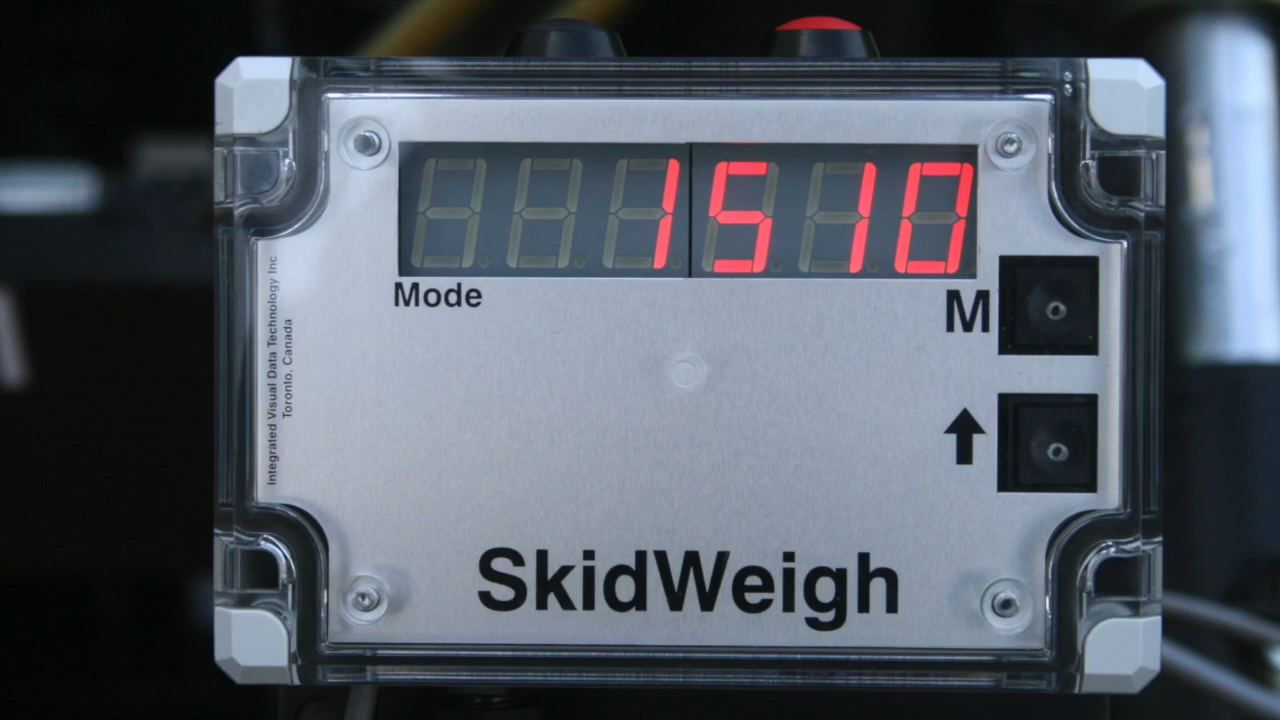 1510
Mode
M
Integrated Visual Data Technology Inc
Toronto, Canada
SkidWeigh